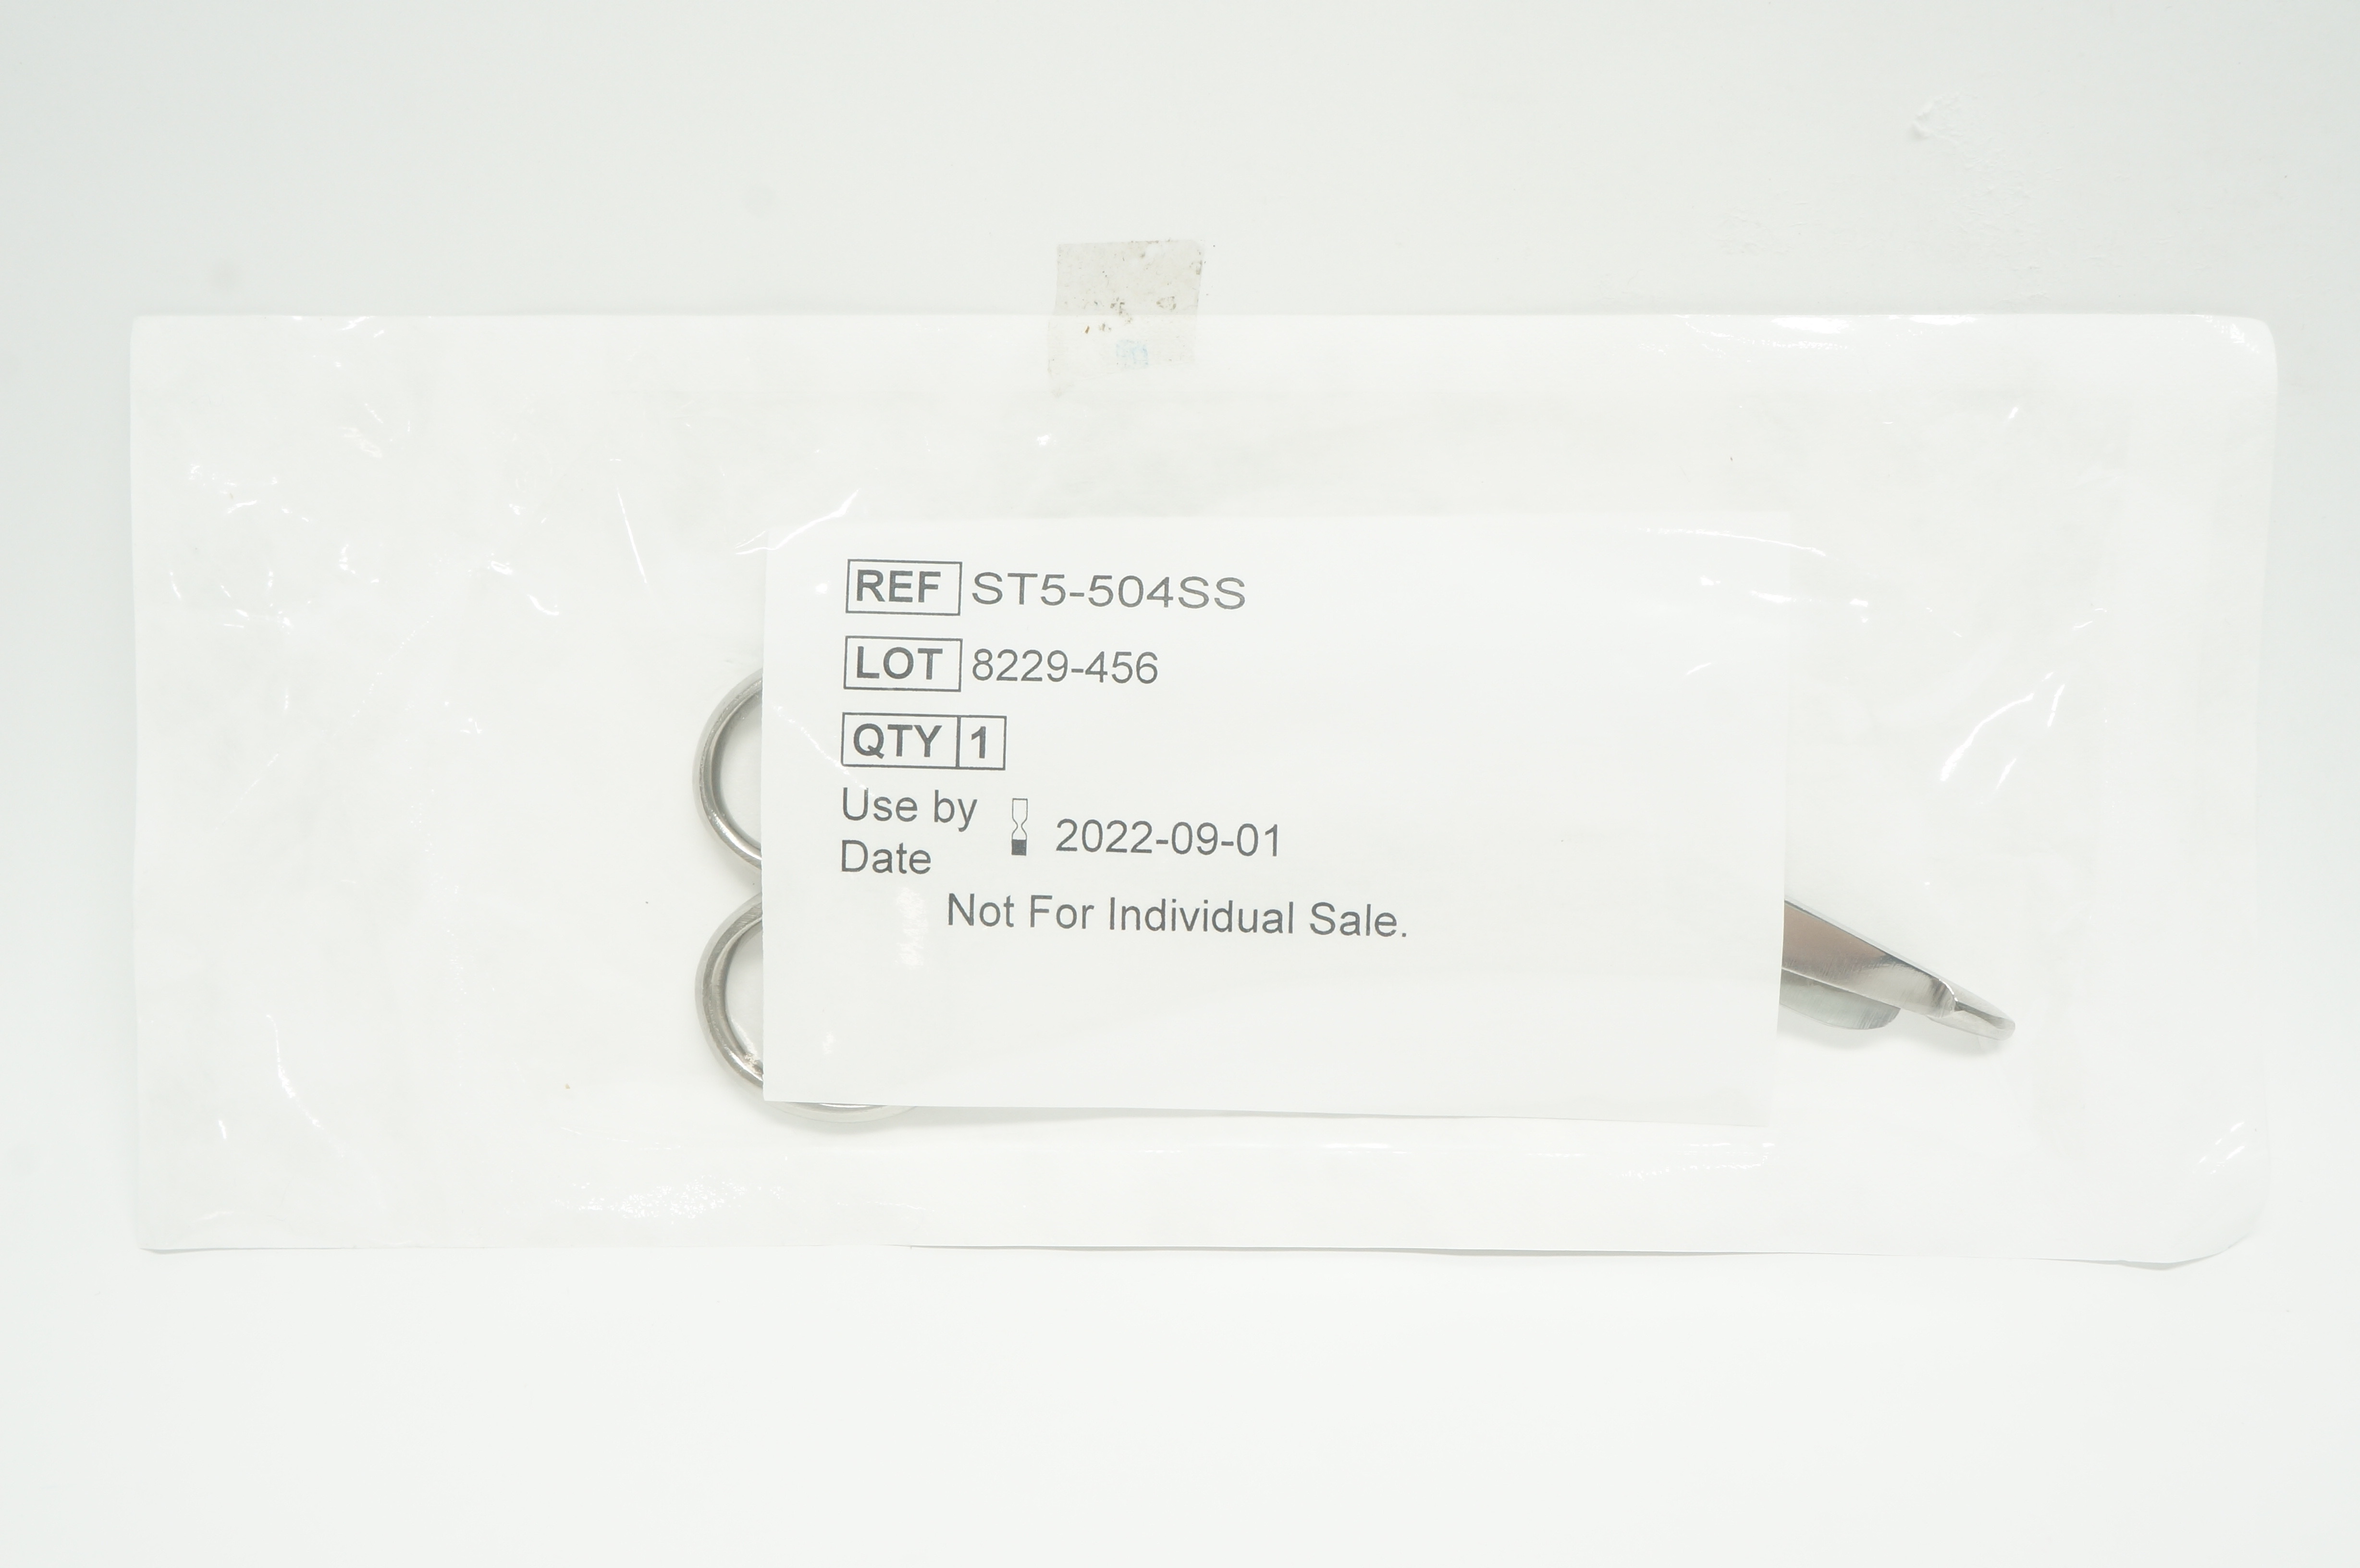 REF ST5-504SS
LOT 8229-456
QTY 1
Use by
Date 2022-09-01
Not For Individual Sale.